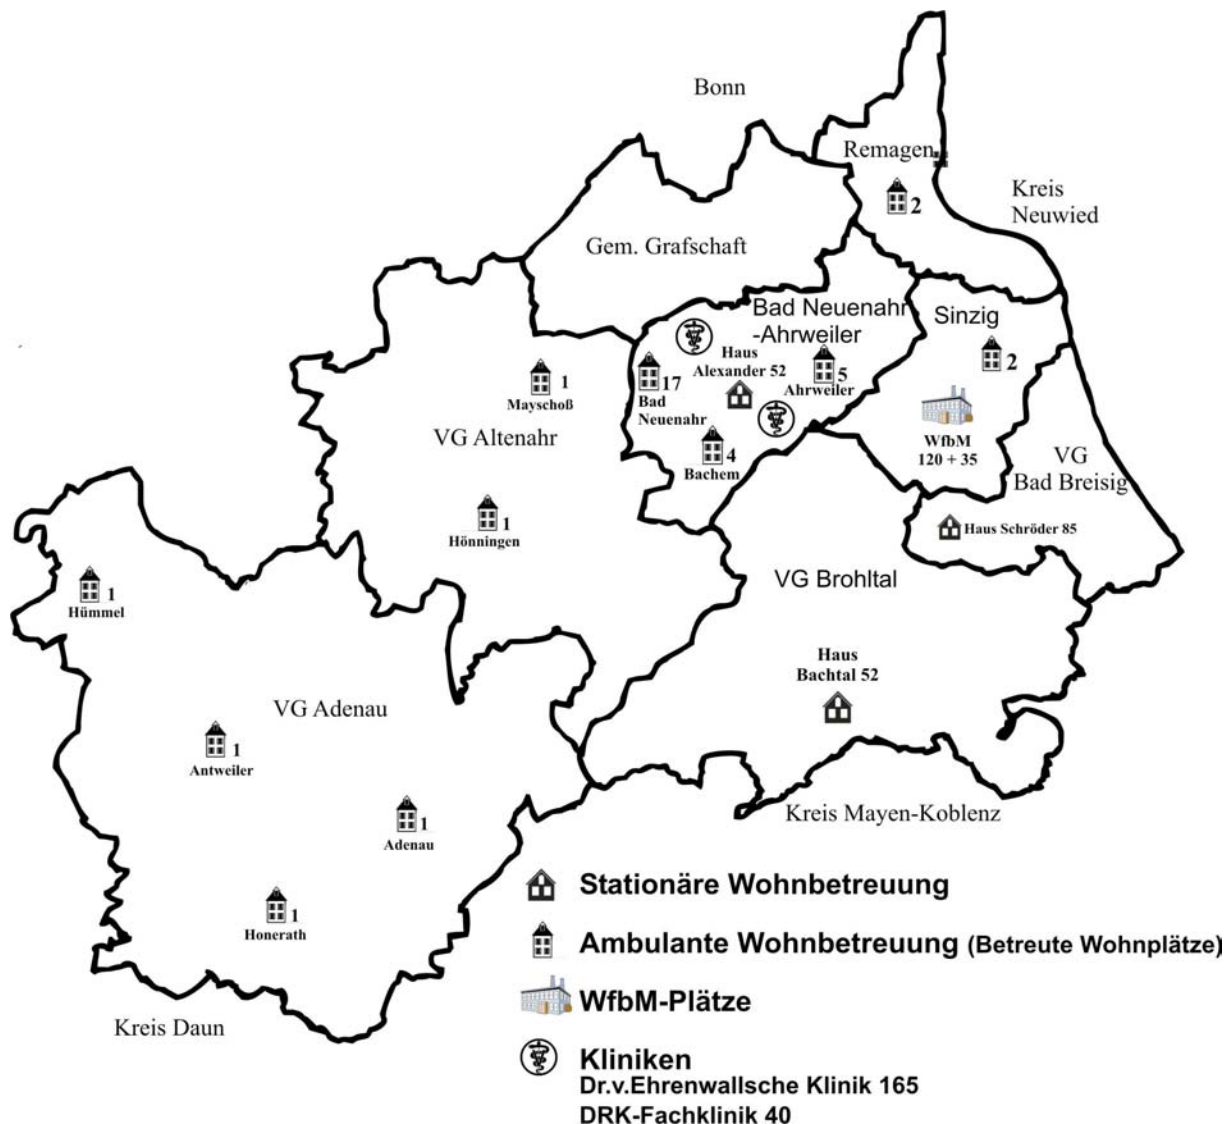 Bonn
Remagen
2
Kreis
Neuwied
Gem. Grafschaft
Bad Neuenahr
-Ahrweiler
Sinzig
2
Haus
Alexander 52
17
Bad
Neuenahr
5
Ahrweiler
4
Bachem
WfbM
120 + 35
1
Mayschoß
VG Altenahr
1
Hönningen
VG
Bad Breisig
Haus Schröder 85
VG Brohltal
Haus
Bachtal 52
1
Hümmel
VG Adenau
1
Antweiler
1
Adenau
1
Honerath
Kreis Mayen-Koblenz
Kreis Daun
Stationäre Wohnbetreuung
Ambulante Wohnbetreuung (Betreute Wohnplätze)
WfbM-Plätze
Kliniken
Dr.v.Ehrenwallsche Klinik 165
DRK-Fachklinik 40